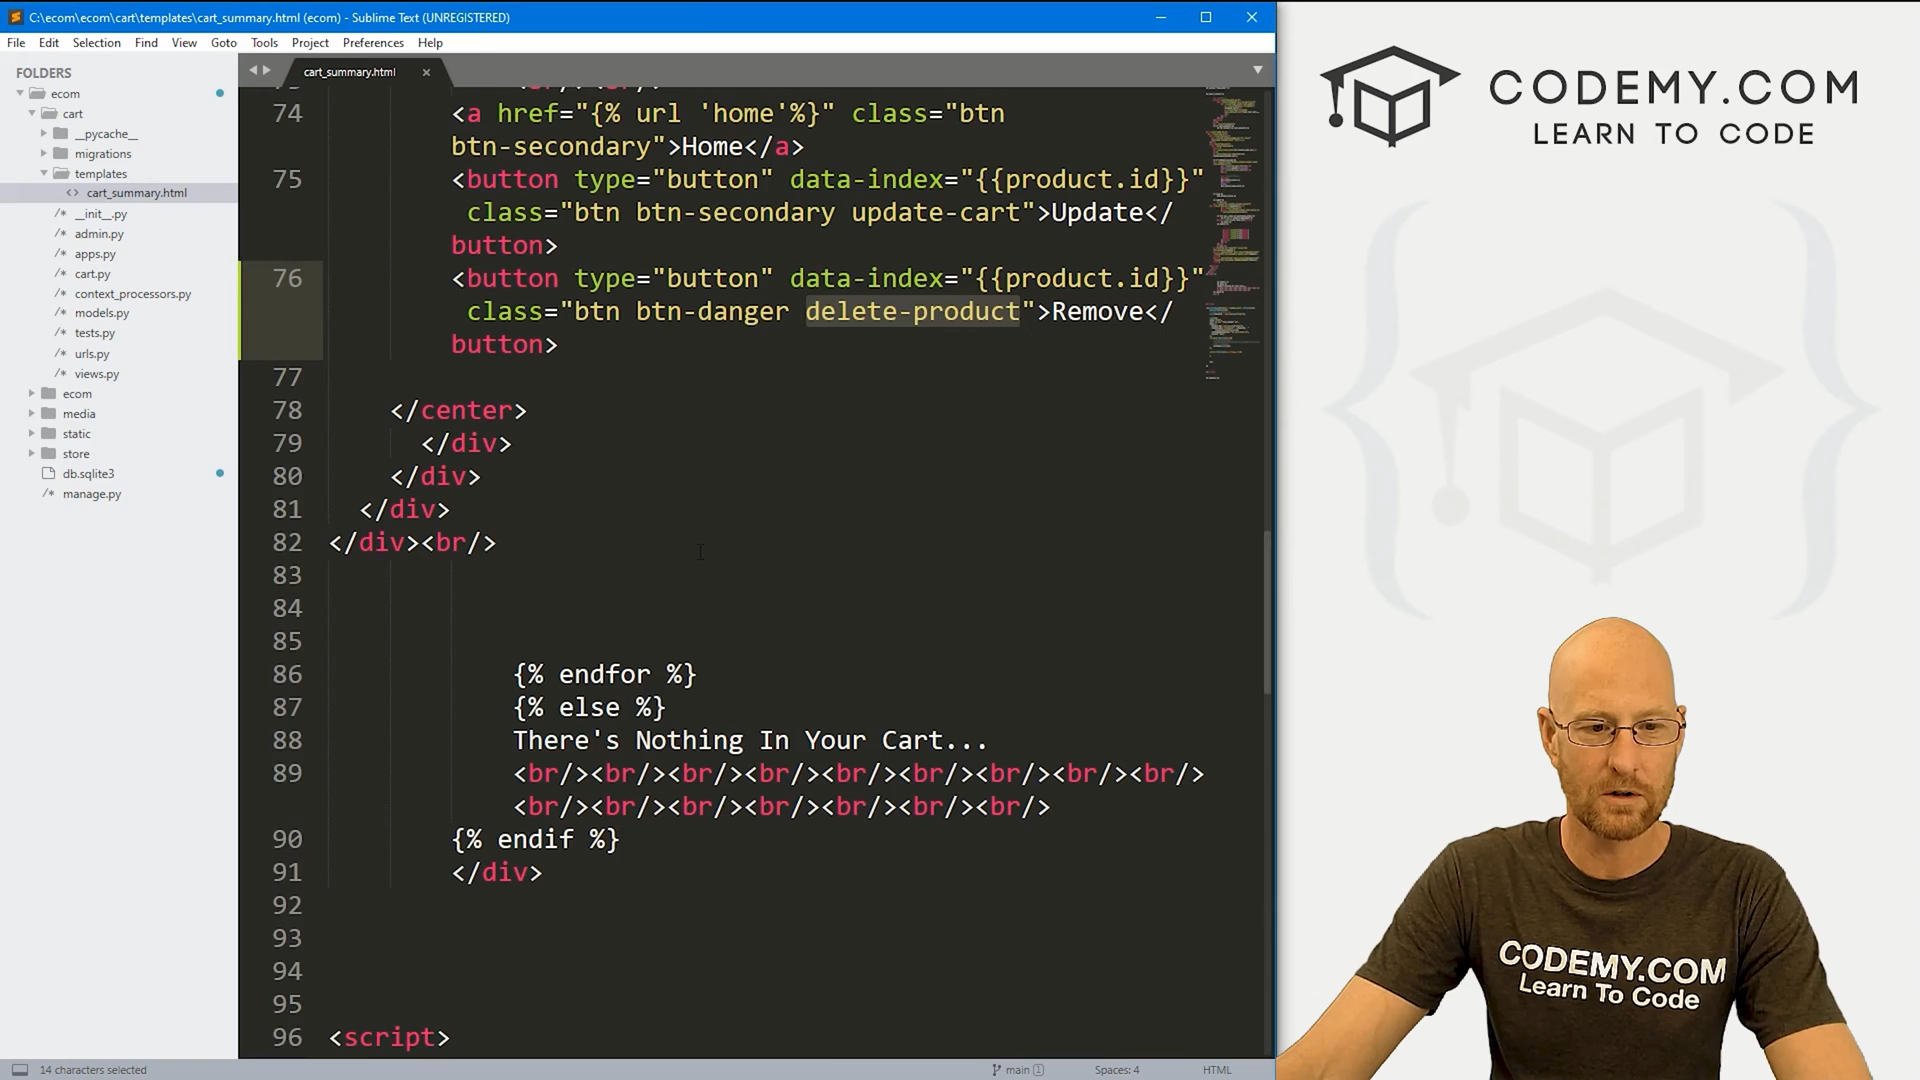 C:\ecom\ecom\cart\templates\cart_summary.html (ecom) - Sublime Text (UNREGISTERED)
File Edit Selection Find View Goto Tools Project Preferences Help
FOLDERS
ecom
cart
__pycache__
migrations
templates
cart_summary.html
__init__.py
admin.py
apps.py
cart.py
context_processors.py
models.py
tests.py
urls.py
views.py
ecom
media
static
store
db.sqlite3
manage.py
cart_summary.html
74 <a href="{% url 'home'%}" class="btn
btn-secondary">Home</a>
75 <button type="button" data-index="{{product.id}}"
class="btn btn-secondary update-cart">Update</
button>
76 <button type="button" data-index="{{product.id}}"
class="btn btn-danger delete-product">Remove</
button>
77
78 </center>
79 </div>
80 </div>
81 </div>
82 </div><br/>
83
84
85
86 {% endfor %}
87 {% else %}
88 There's Nothing In Your Cart...
89 <br/><br/><br/><br/><br/><br/><br/><br/><br/>
<br/><br/><br/><br/><br/><br/><br/>
90 {% endif %}
91 </div>
92
93
94
95
96 <script>
14 characters selected
main 1
Spaces: 4
HTML
CODEMY.COM
LEARN TO CODE
CODEMY.COM
Learn To Code